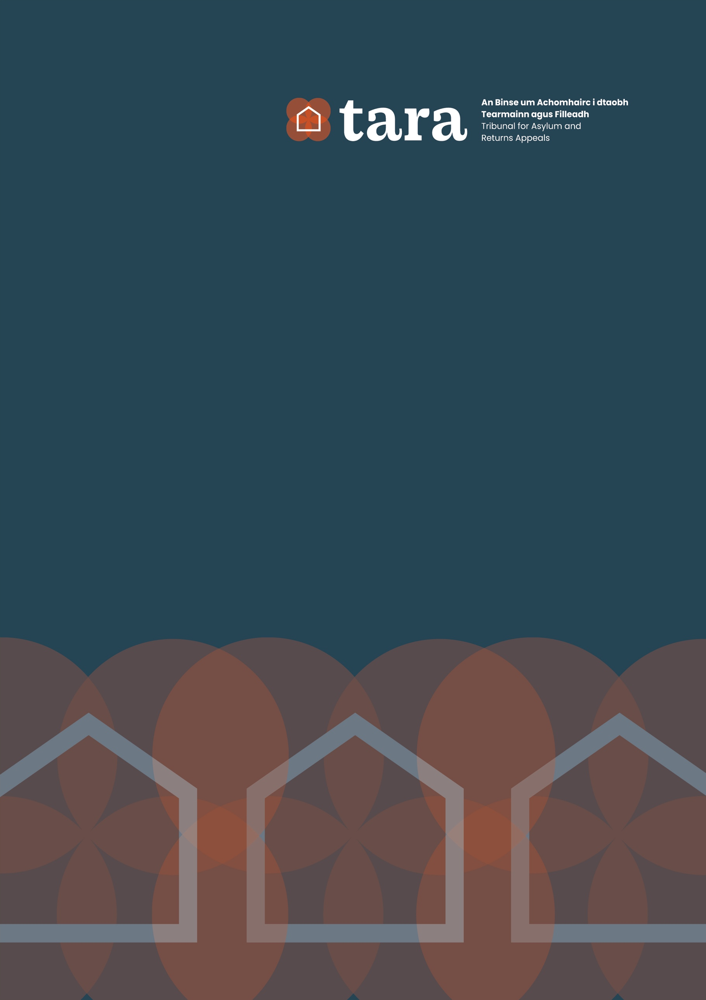 tara
An Binse um Achomhairc i dtaobh
Tearmainn agus Filleadh
Tribunal for Asylum and
Returns Appeals